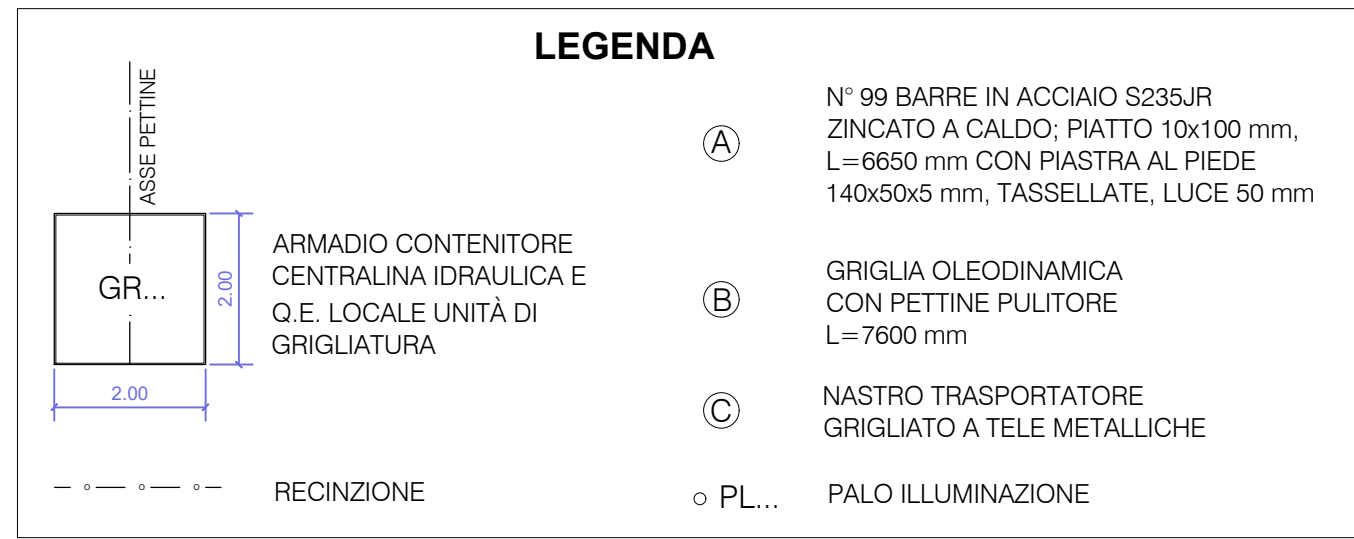 LEGENDA
ASSE PETTINE
GR...
2.00
2.00
ARMADIO CONTENITORE
CENTRALINA IDRAULICA E
Q.E. LOCALE UNITÀ DI
GRIGLIATURA
RECINZIONE
A
N° 99 BARRE IN ACCIAIO S235JR
ZINCATO A CALDO; PIATTO 10x100 mm,
L=6650 mm CON PIASTRA AL PIEDE
140x50x5 mm, TASSELLATE, LUCE 50 mm
B
GRIGLIA OLEODINAMICA
CON PETTINE PULITORE
L=7600 mm
C
NASTRO TRASPORTATORE
GRIGLIATO A TELE METALLICHE
PL...
PALO ILLUMINAZIONE